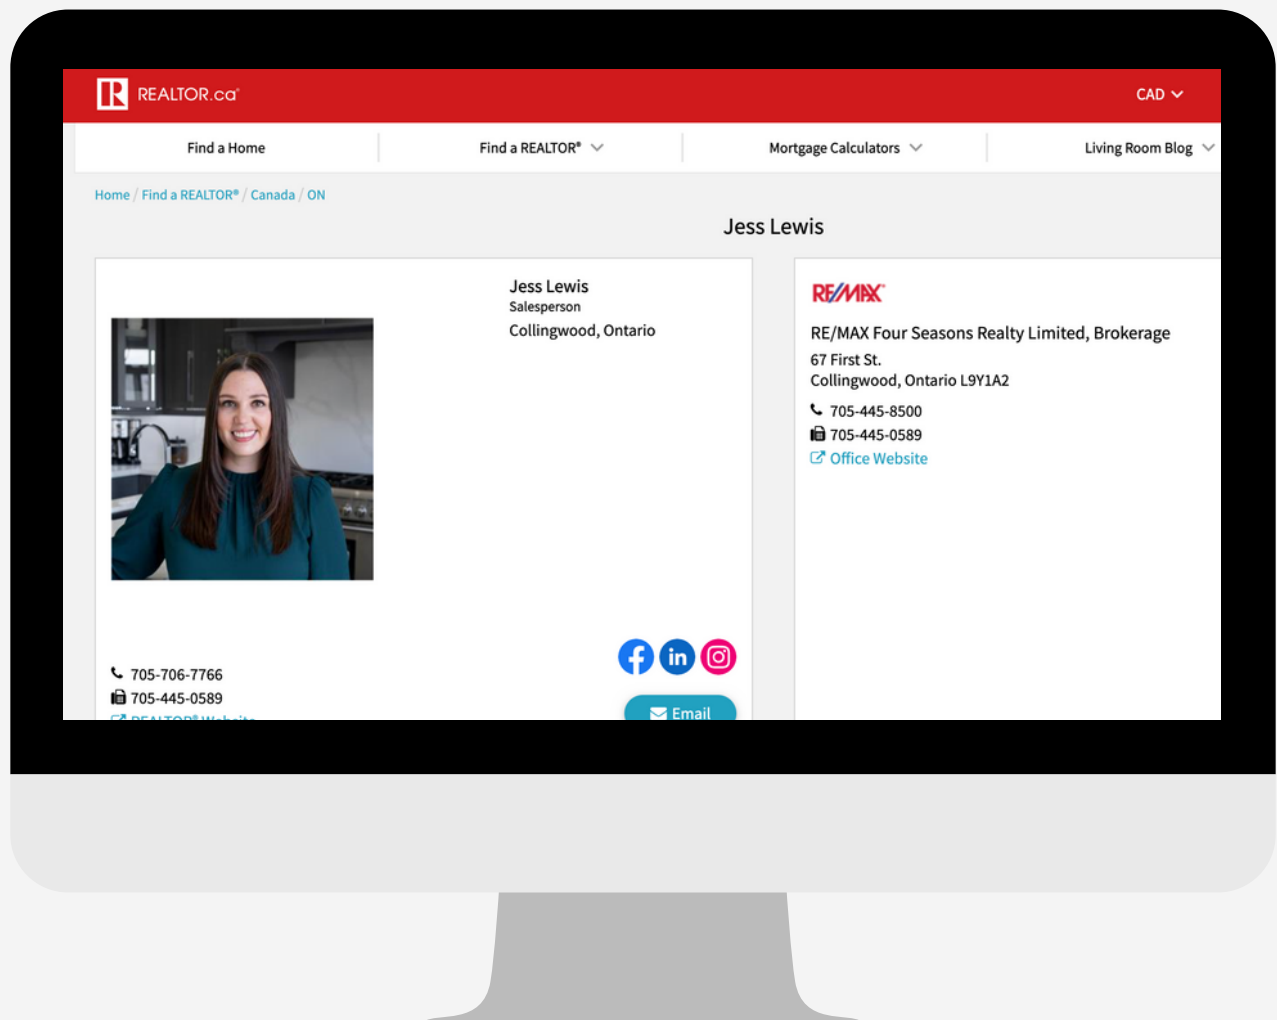 REALTOR.ca®
CAD
Find a Home
Find a REALTOR®
Mortgage Calculators
Living Room Blog
Home / Find a REALTOR® / Canada / ON
Jess Lewis
Jess Lewis
Salesperson
Collingwood, Ontario
705-706-7766
705-445-0589
REALTOR® Website
Email
RE/MAX
RE/MAX Four Seasons Realty Limited, Brokerage
67 First St.
Collingwood, Ontario L9Y1A2
705-445-8500
705-445-0589
Office Website